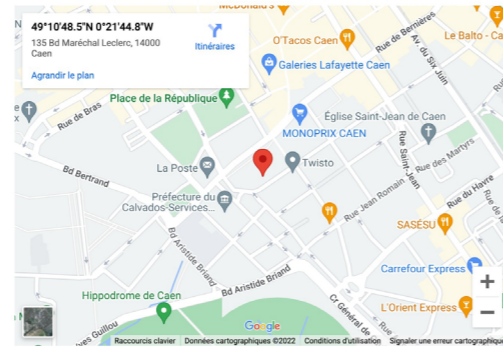 McDonald's
49°10'48.5"N 0°21'44.8"W
135 Bd Maréchal Leclerc, 14000
Caen
Itinéraires
Agrandir le plan
O'Tacos Caen
Rue de Bernières
Av. du Six Juin
Le Balto - Ca
Galeries Lafayette Caen
Place de la République
Rue de Bras
MONOPRIX CAEN
Église Saint-Jean de Caen
La Poste
Twisto
Rue Saint-Jean
Rue des Martyrs
Bd Bertrand
Préfecture du
Calvados-Services...
Rue Jean Romain
Rue du Havre
SASÉSU
Bd Aristide Briand
Bd Aristide Briand
Carrefour Express
Hippodrome de Caen
Cr Général de
L'Orient Express
Yves Guillou
Google
Raccourcis clavier Données cartographiques ©2022 Conditions d'utilisation Signaler une erreur cartographiqu